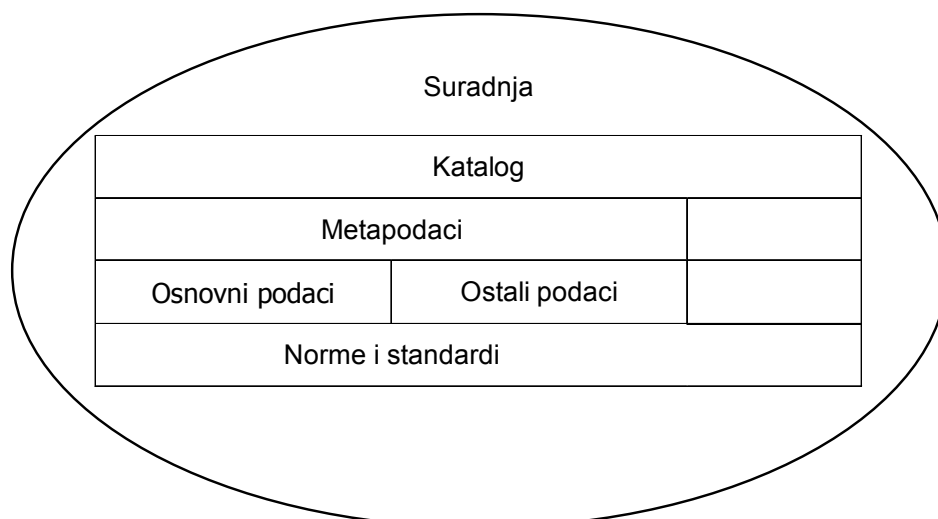 Suradnja
Katalog
Metapodaci
Osnovni podaci Ostali podaci
Norme i standardi